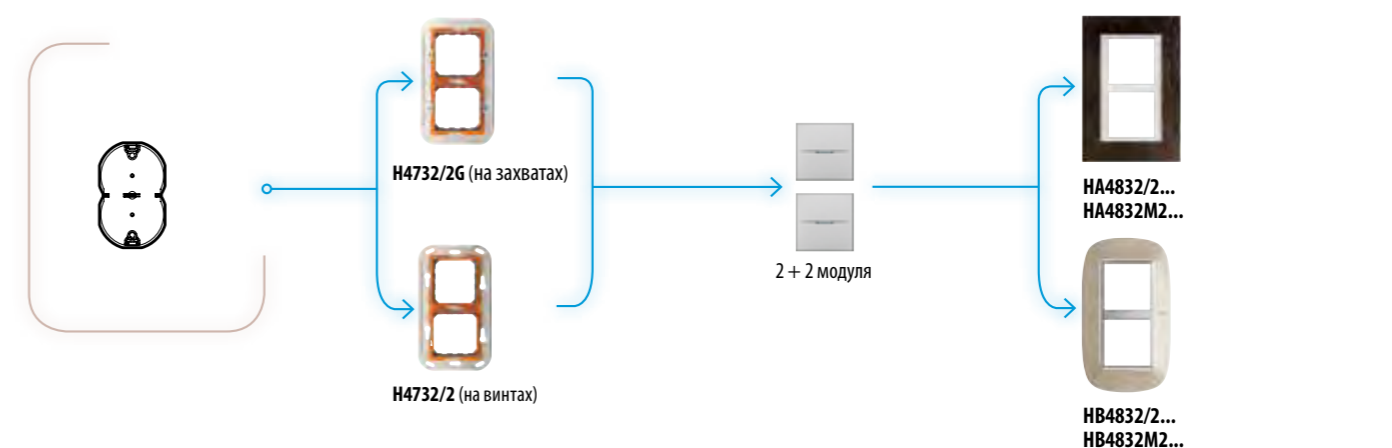 H4732/2G (на захватах)
H4732/2 (на винтах)
2 + 2 модуля
HA4832/2...
HA4832M2...
HB4832/2...
HB4832M2...